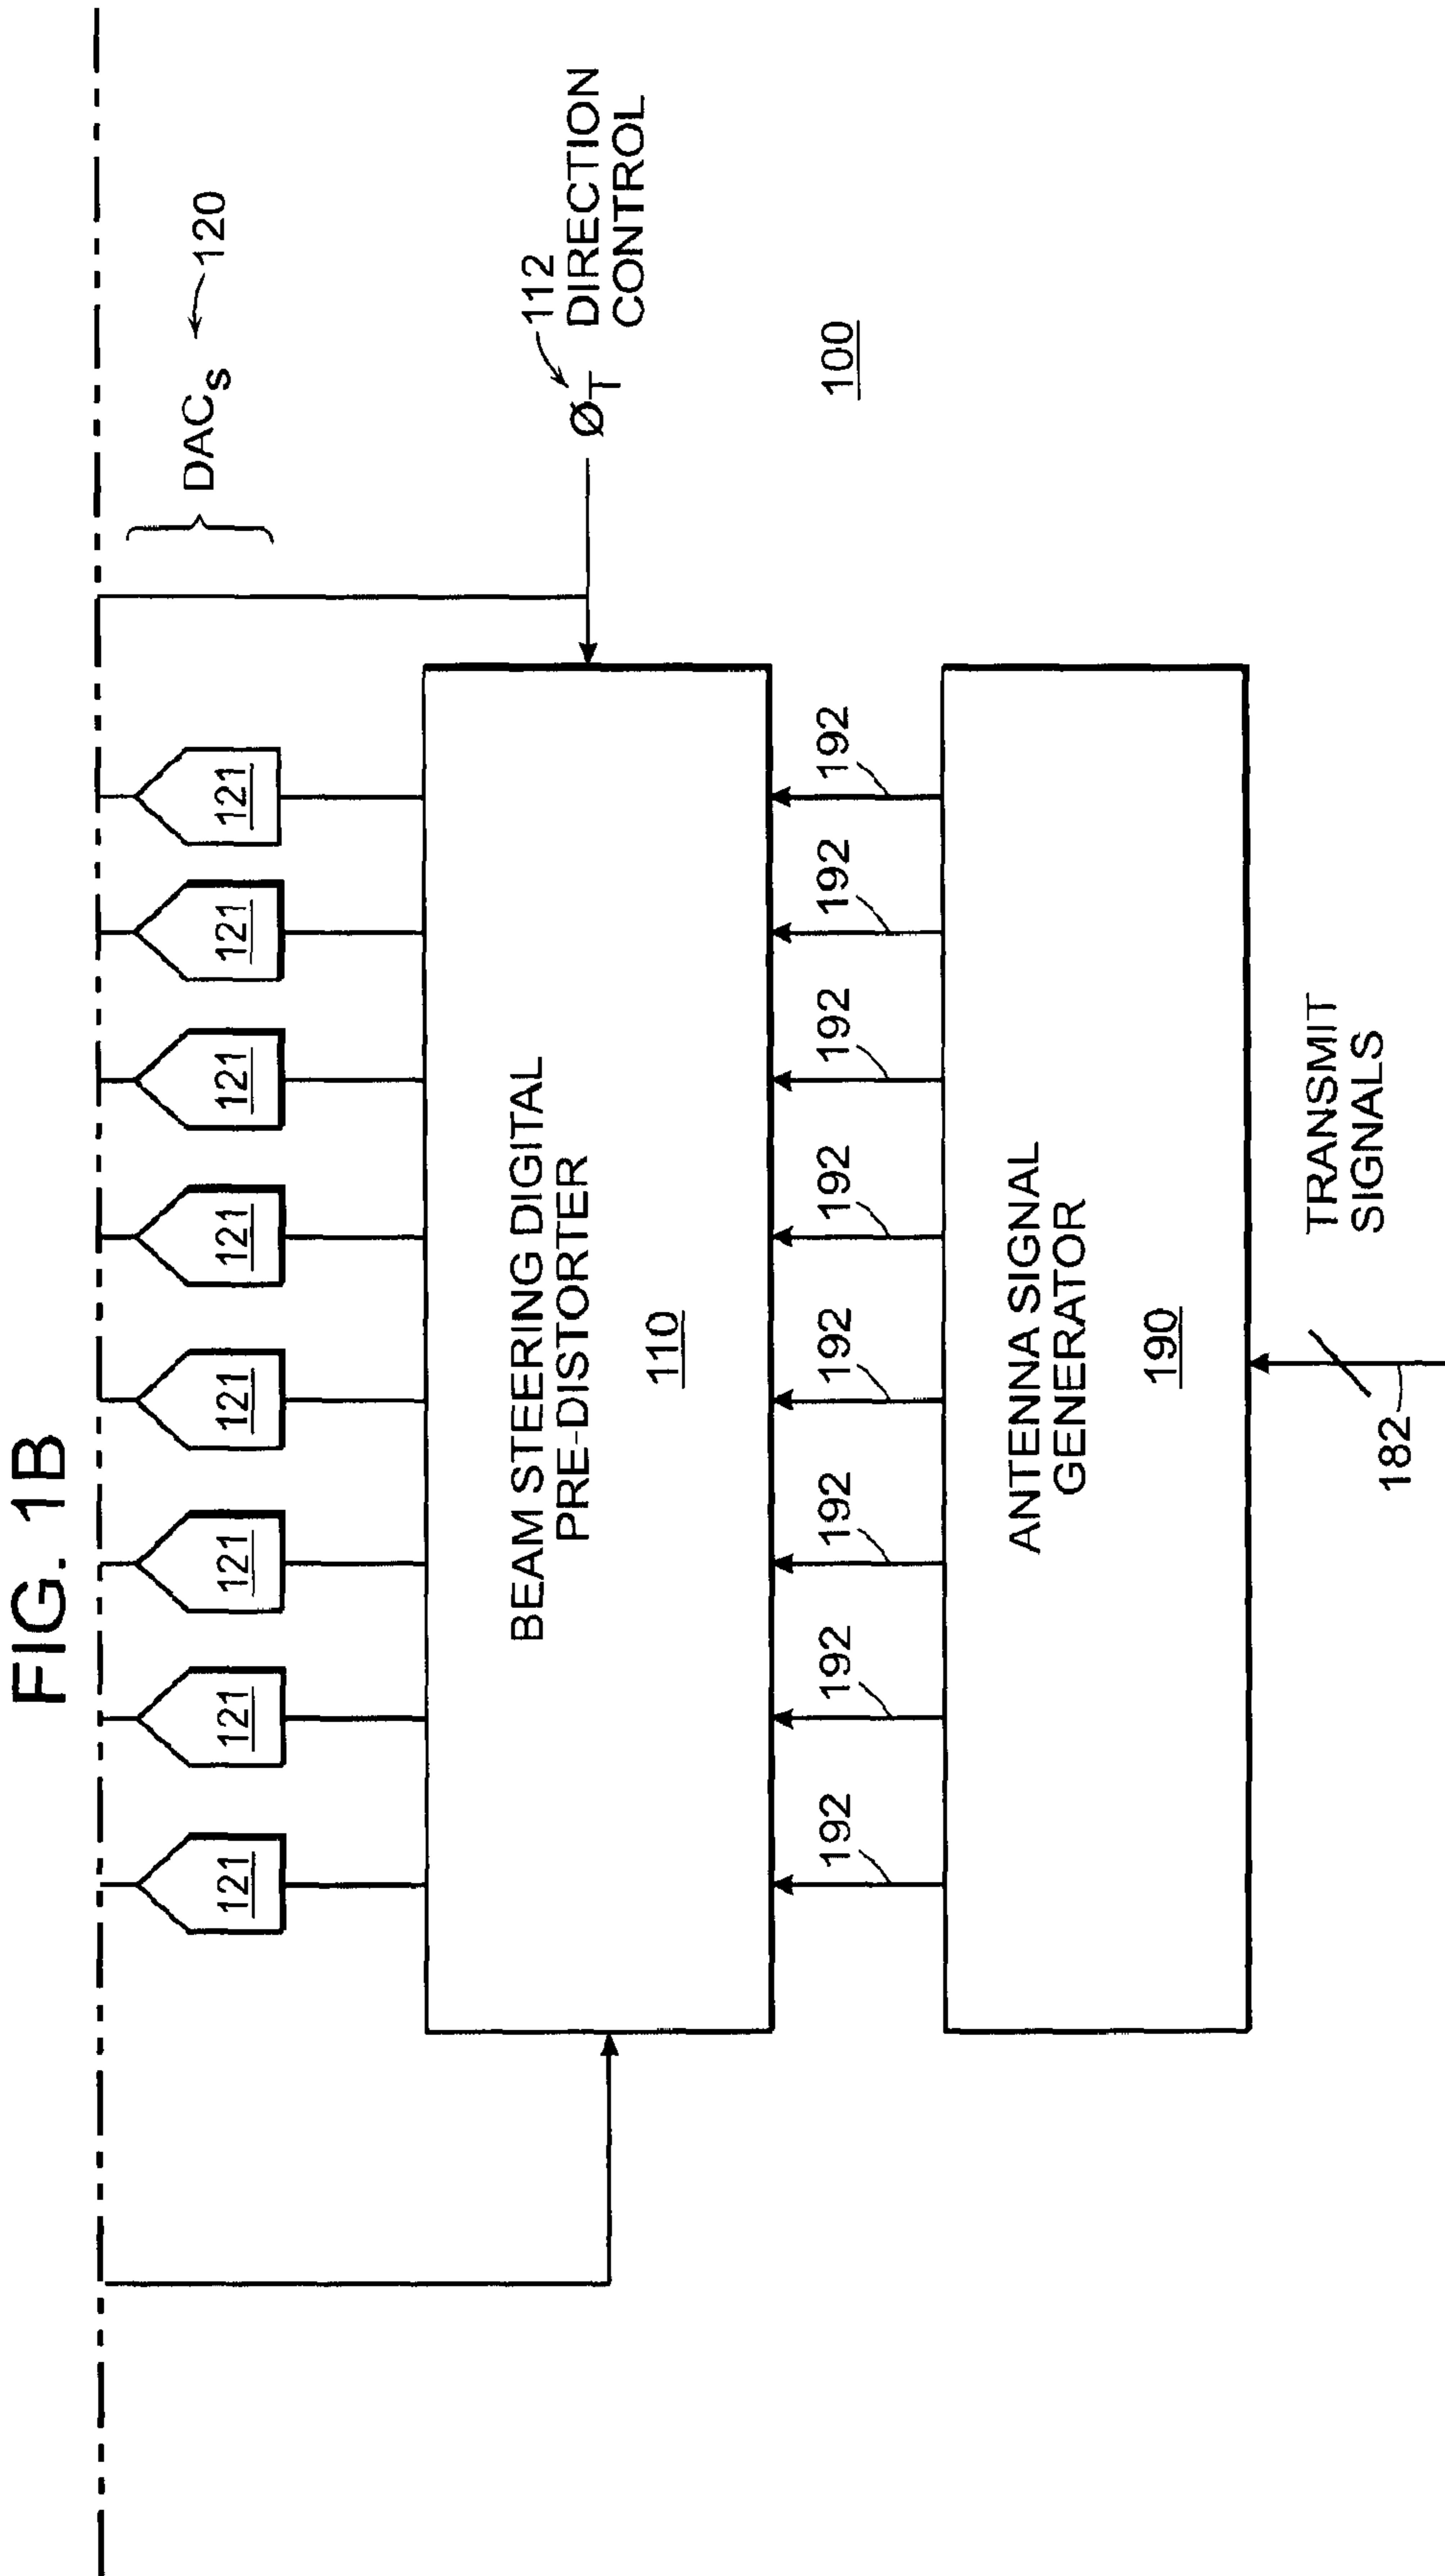 FIG. 1B
DACs
120
121 121 121 121 121 121 121 121
112
ØT DIRECTION
CONTROL
BEAM STEERING DIGITAL
PRE-DISTORTER
110
100
192 192 192 192 192 192 192 192
ANTENNA SIGNAL
GENERATOR
190
TRANSMIT
SIGNALS
182